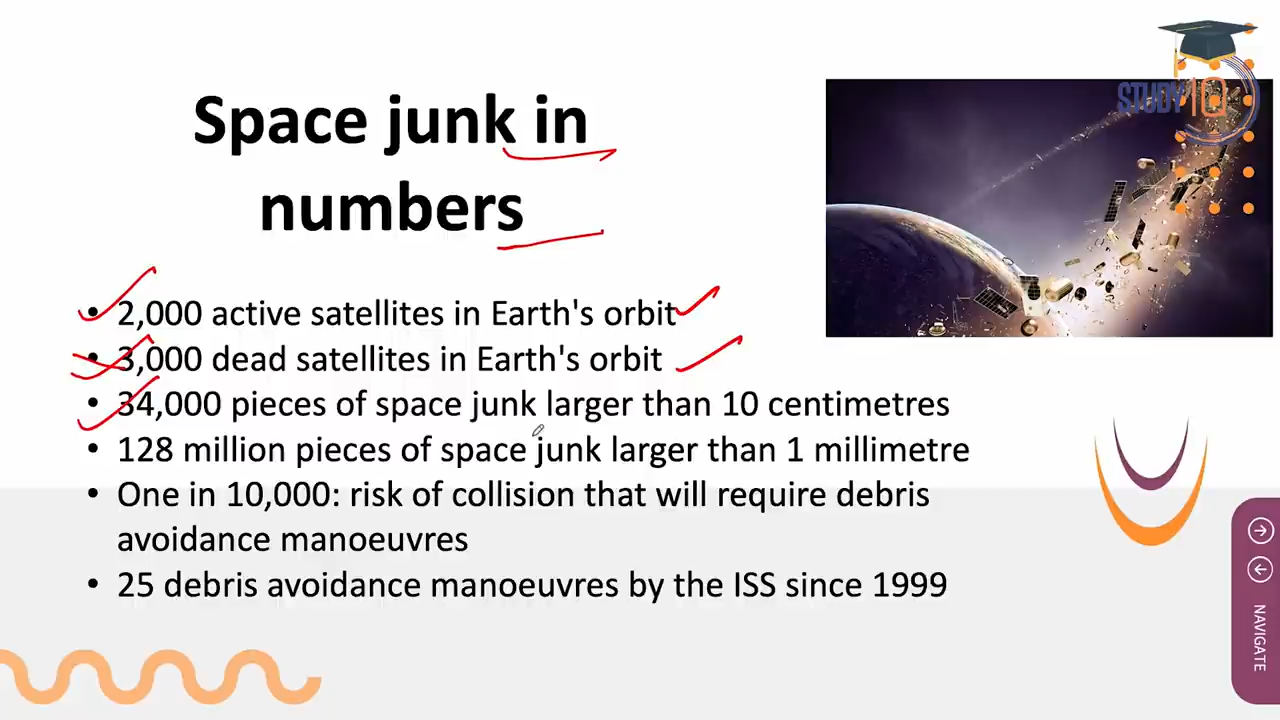 Space junk in
numbers
STUDY IQ
• 2,000 active satellites in Earth's orbit
• 3,000 dead satellites in Earth's orbit
• 34,000 pieces of space junk larger than 10 centimetres
• 128 million pieces of space junk larger than 1 millimetre
• One in 10,000: risk of collision that will require debris
avoidance manoeuvres
• 25 debris avoidance manoeuvres by the ISS since 1999
NAVIGATE